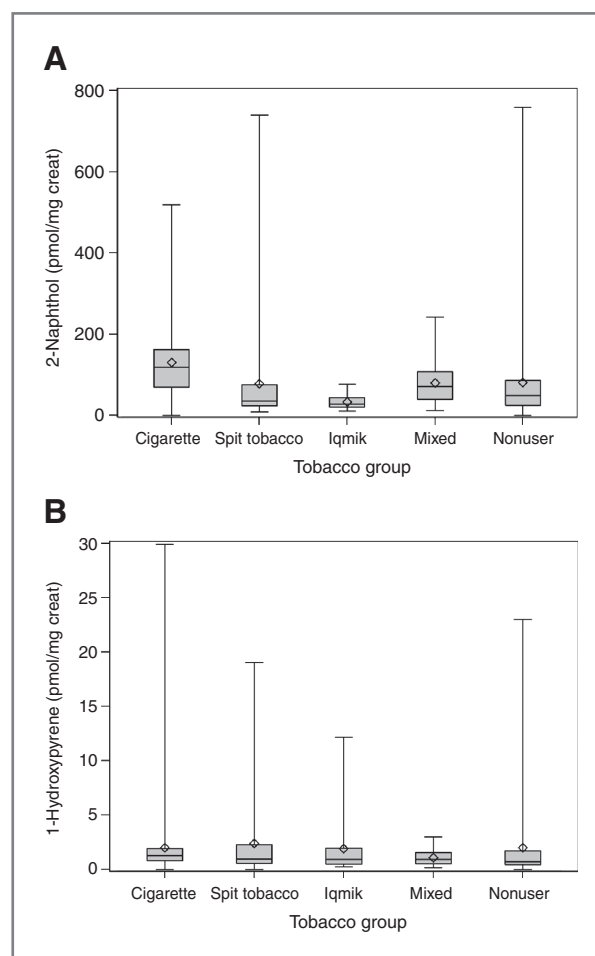 A
800
600
400
200
0
2-Naphthol (pmol/mg creat)
Cigarette Spit tobacco Iqmik Mixed Nonuser
Tobacco group
B
30
25
20
15
10
5
0
1-Hydroxypyrene (pmol/mg creat)
Cigarette Spit tobacco Iqmik Mixed Nonuser
Tobacco group